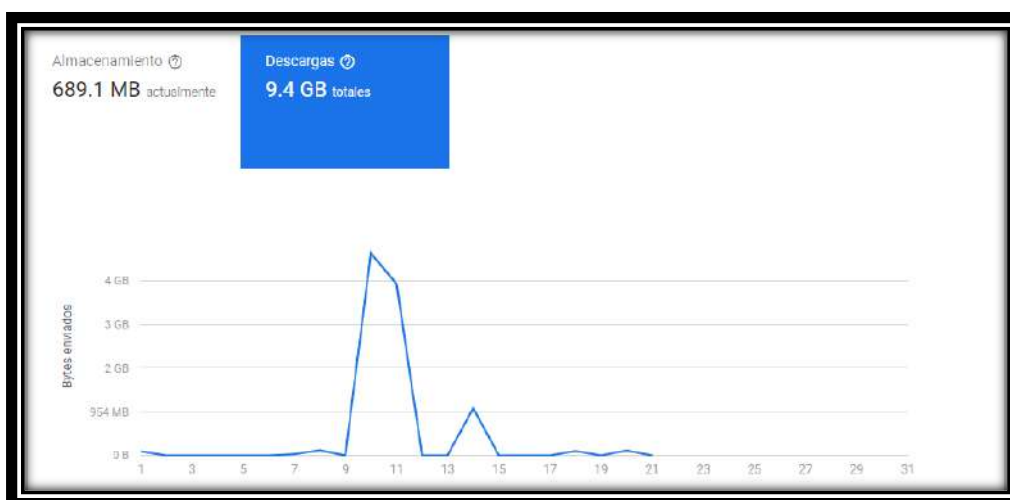 Almacenamiento
689.1 MB actualmente
Descargas
9.4 GB totales
Bytes enviados
4 GB
3 GB
2 GB
954 MB
0 B
1 3 5 7 9 11 13 15 17 19 21 23 25 27 29 31